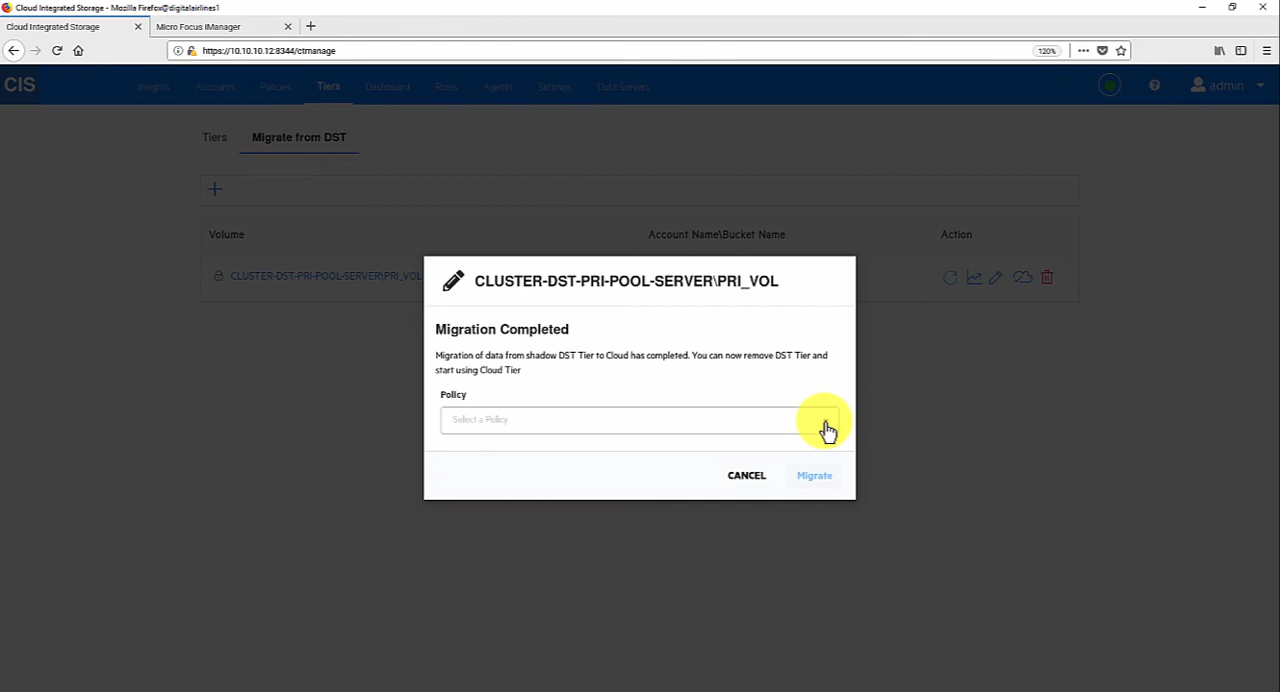 Cloud Integrated Storage - Mozilla Firefox@digitalairlines1
Cloud Integrated Storage
Micro Focus iManager
https://10.10.10.12:8344/ctmanage
120%
CIS
Insights
Accounts
Policies
Tiers
Dashboard
Roles
Agents
Settings
Data Servers
admin
Tiers
Migrate from DST
Volume
Account Name\Bucket Name
Action
CLUSTER-DST-PRI-POOL-SERVER\PRI_VOL
CLUSTER-DST-PRI-POOL-SERVER\PRI_VOL
Migration Completed
Migration of data from shadow DST Tier to Cloud has completed. You can now remove DST Tier and
start using Cloud Tier
Policy
Select a Policy
CANCEL
Migrate